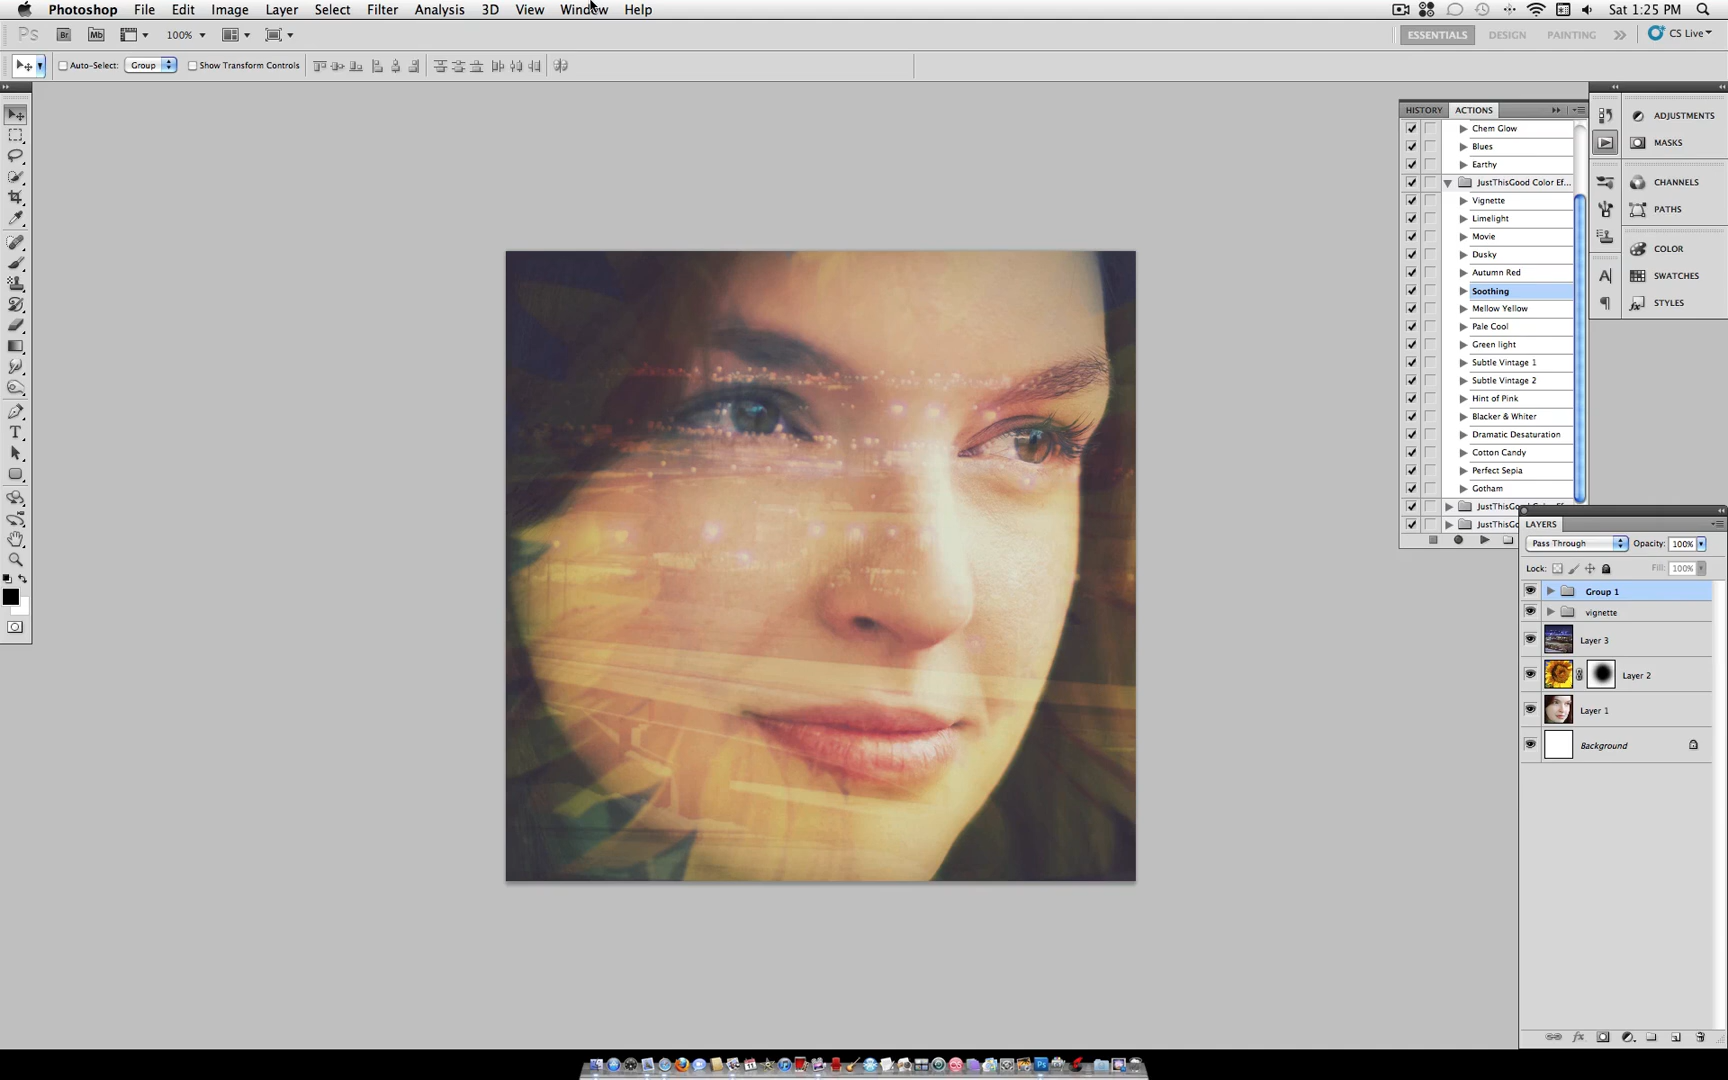 Photoshop File Edit Image Layer Select Filter Analysis 3D View Window Help
Sat 1:25 PM
Ps Br Mb 100% ESSENTIALS DESIGN PAINTING CS Live
Auto-Select: Group Show Transform Controls
HISTORY ACTIONS
Chem Glow
Blues
Earthy
JustThisGood Color Ef...
Vignette
Limelight
Movie
Dusky
Autumn Red
Soothing
Mellow Yellow
Pale Cool
Green light
Subtle Vintage 1
Subtle Vintage 2
Hint of Pink
Blacker & Whiter
Dramatic Desaturation
Cotton Candy
Perfect Sepia
Gotham
ADJUSTMENTS
MASKS
CHANNELS
PATHS
COLOR
SWATCHES
STYLES
LAYERS
Pass Through Opacity: 100%
Lock: Fill: 100%
Group 1
vignette
Layer 3
Layer 2
Layer 1
Background